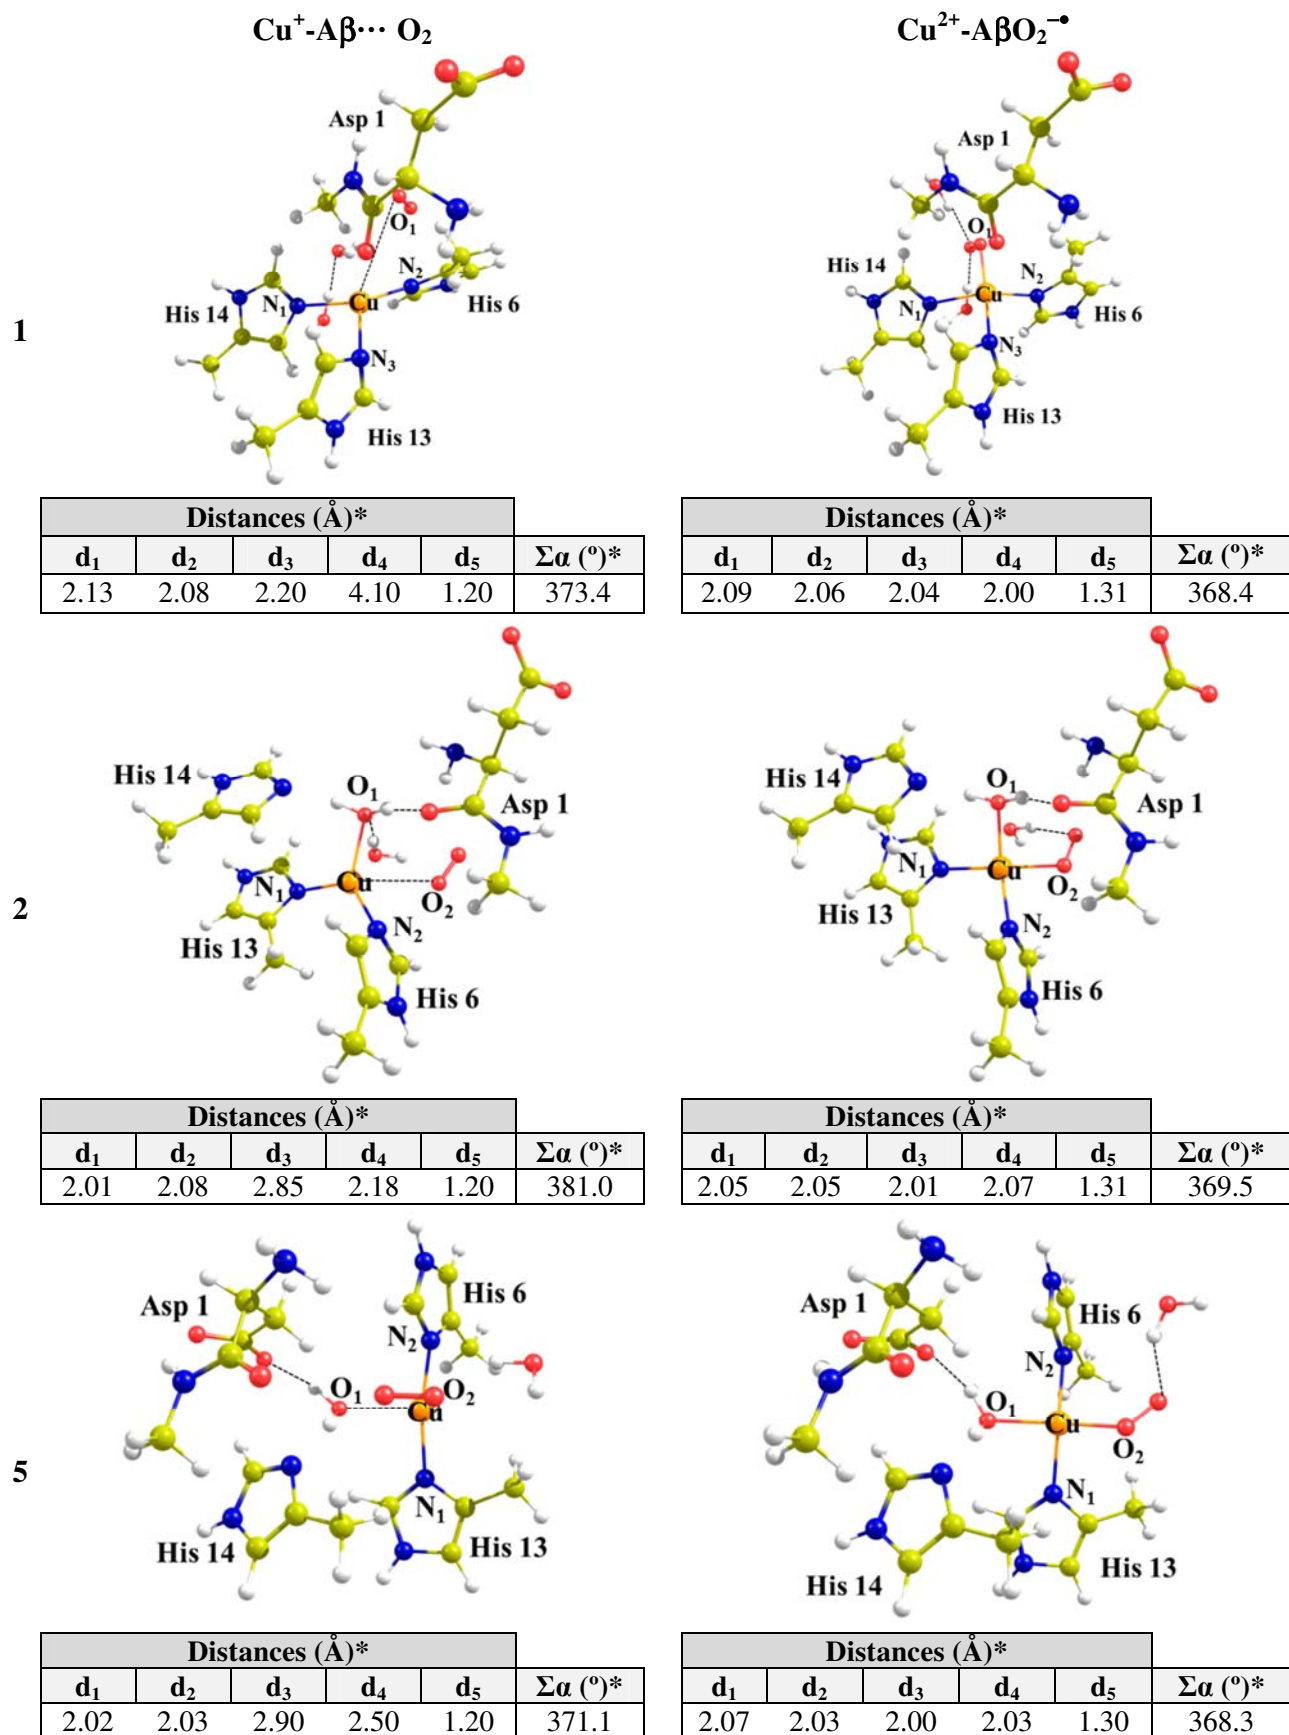 Cu⁺-Aβ··· O₂ Cu²⁺-AβO₂⁻•
Asp 1
O₁
N₂
His 14 N₁ Cu His 6
N₃
His 13
Asp 1
O₁
His 14 N₂
N₁ Cu His 6
N₃
His 13
1
Distances (Å)*
d₁ d₂ d₃ d₄ d₅ Σα (º)*
2.13 2.08 2.20 4.10 1.20 373.4
Distances (Å)*
d₁ d₂ d₃ d₄ d₅ Σα (º)*
2.09 2.06 2.04 2.00 1.31 368.4
His 14 O₁ Asp 1
N₁ Cu O₂
His 13 N₂
His 6
His 14 O₁ Asp 1
N₁ Cu O₂
His 13 N₂
His 6
2
Distances (Å)*
d₁ d₂ d₃ d₄ d₅ Σα (º)*
2.01 2.08 2.85 2.18 1.20 381.0
Distances (Å)*
d₁ d₂ d₃ d₄ d₅ Σα (º)*
2.05 2.05 2.01 2.07 1.31 369.5
Asp 1 His 6
N₂
O₁ O₂
Cu
N₁
His 14 His 13
Asp 1 His 6
N₂
O₁ Cu O₂
N₁
His 14 His 13
5
Distances (Å)*
d₁ d₂ d₃ d₄ d₅ Σα (º)*
2.02 2.03 2.90 2.50 1.20 371.1
Distances (Å)*
d₁ d₂ d₃ d₄ d₅ Σα (º)*
2.07 2.03 2.00 2.03 1.30 368.3